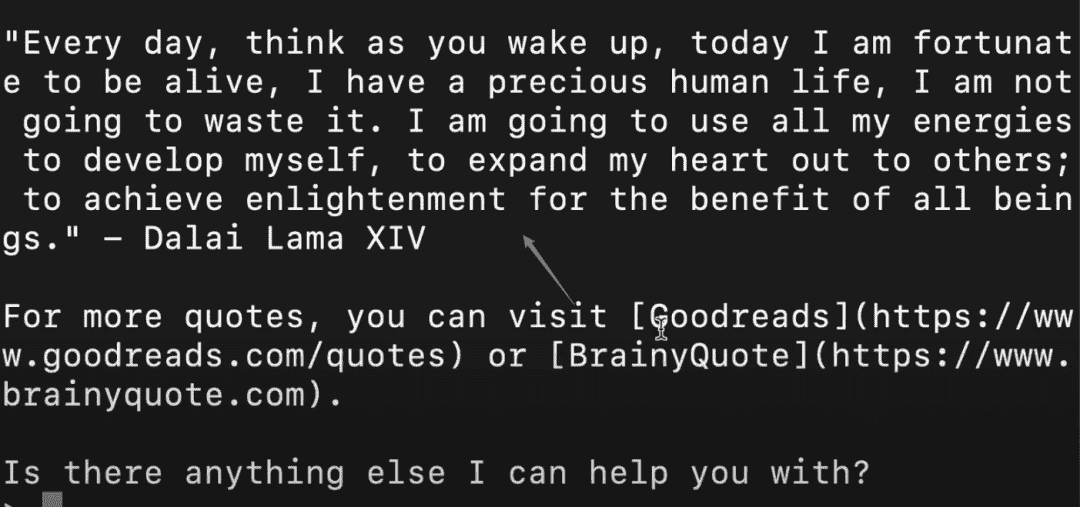 "Every day, think as you wake up, today I am fortunat
e to be alive, I have a precious human life, I am not
going to waste it. I am going to use all my energies
to develop myself, to expand my heart out to others;
to achieve enlightenment for the benefit of all bein
gs." – Dalai Lama XIV
For more quotes, you can visit [Goodreads](https://ww
w.goodreads.com/quotes) or [BrainyQuote](https://www.
brainyquote.com).
Is there anything else I can help you with?